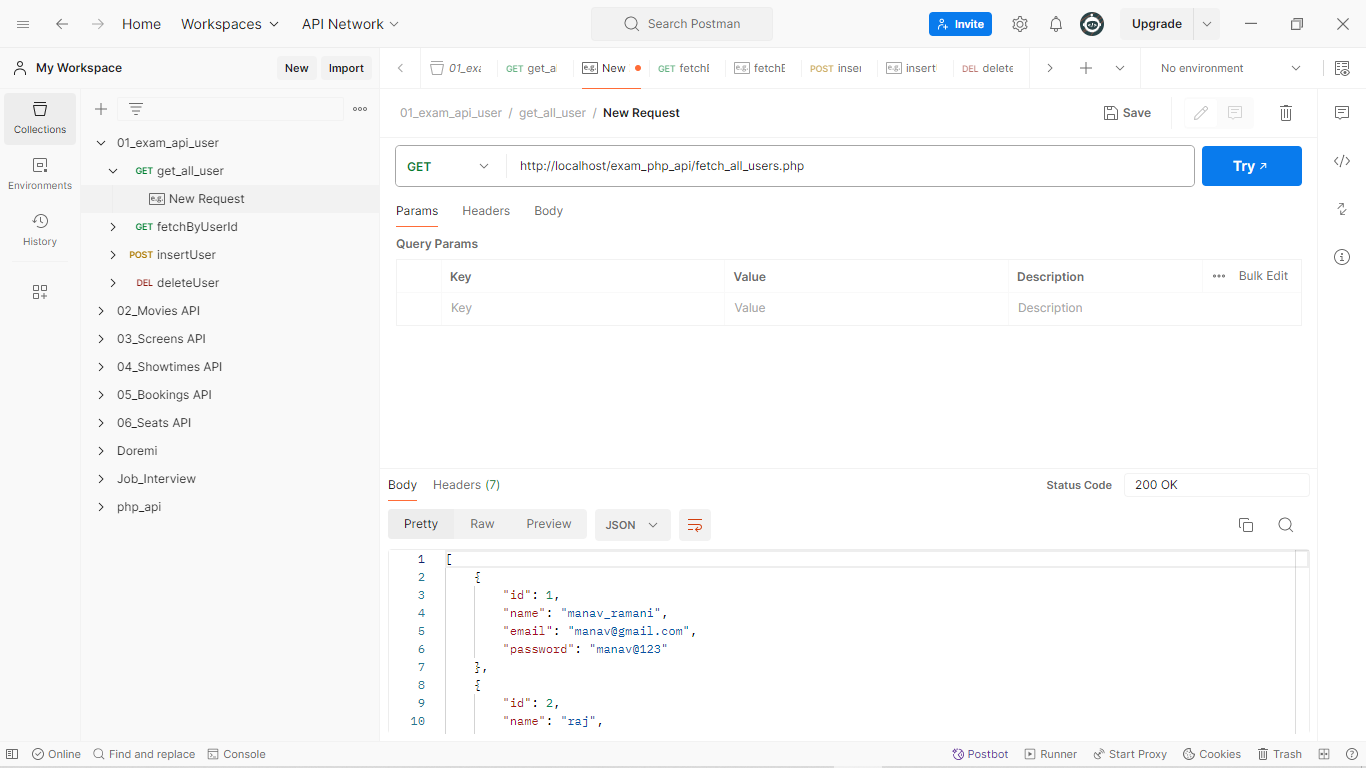 Home Workspaces API Network Search Postman Invite Upgrade
My Workspace New Import
01_exa GET get_al e.g. New GET fetchE e.g. fetchE POST inser e.g. insert DEL delete No environment
Collections
Environments
History
01_exam_api_user
GET get_all_user
e.g. New Request
GET fetchByUserId
POST insertUser
DEL deleteUser
02_Movies API
03_Screens API
04_Showtimes API
05_Bookings API
06_Seats API
Doremi
Job_Interview
php_api
01_exam_api_user / get_all_user / New Request Save
GET http://localhost/exam_php_api/fetch_all_users.php Try
Params Headers Body
Query Params
Key Value Description Bulk Edit
Key Value Description
Body Headers (7) Status Code 200 OK
Pretty Raw Preview JSON
1 [
2 {
3 "id": 1,
4 "name": "manav_ramani",
5 "email": "manav@gmail.com",
6 "password": "manav@123"
7 },
8 {
9 "id": 2,
10 "name": "raj",
Online Find and replace Console Postbot Runner Start Proxy Cookies Trash